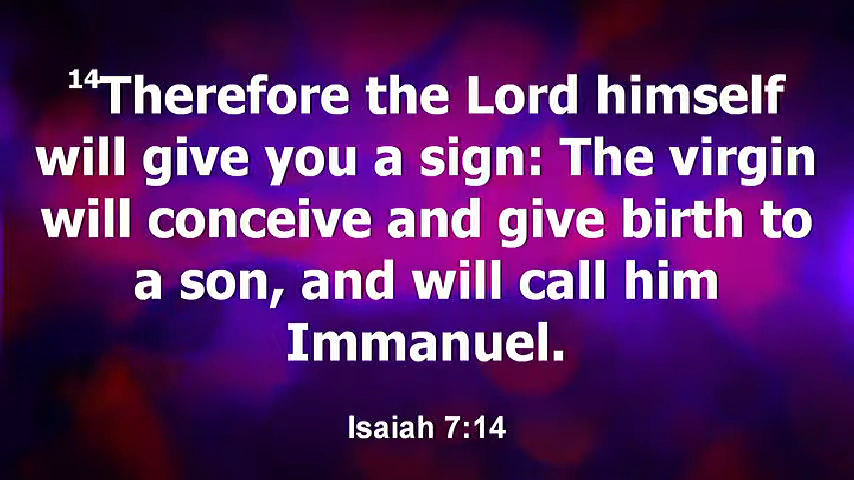 14Therefore the Lord himself
will give you a sign: The virgin
will conceive and give birth to
a son, and will call him
Immanuel.
Isaiah 7:14